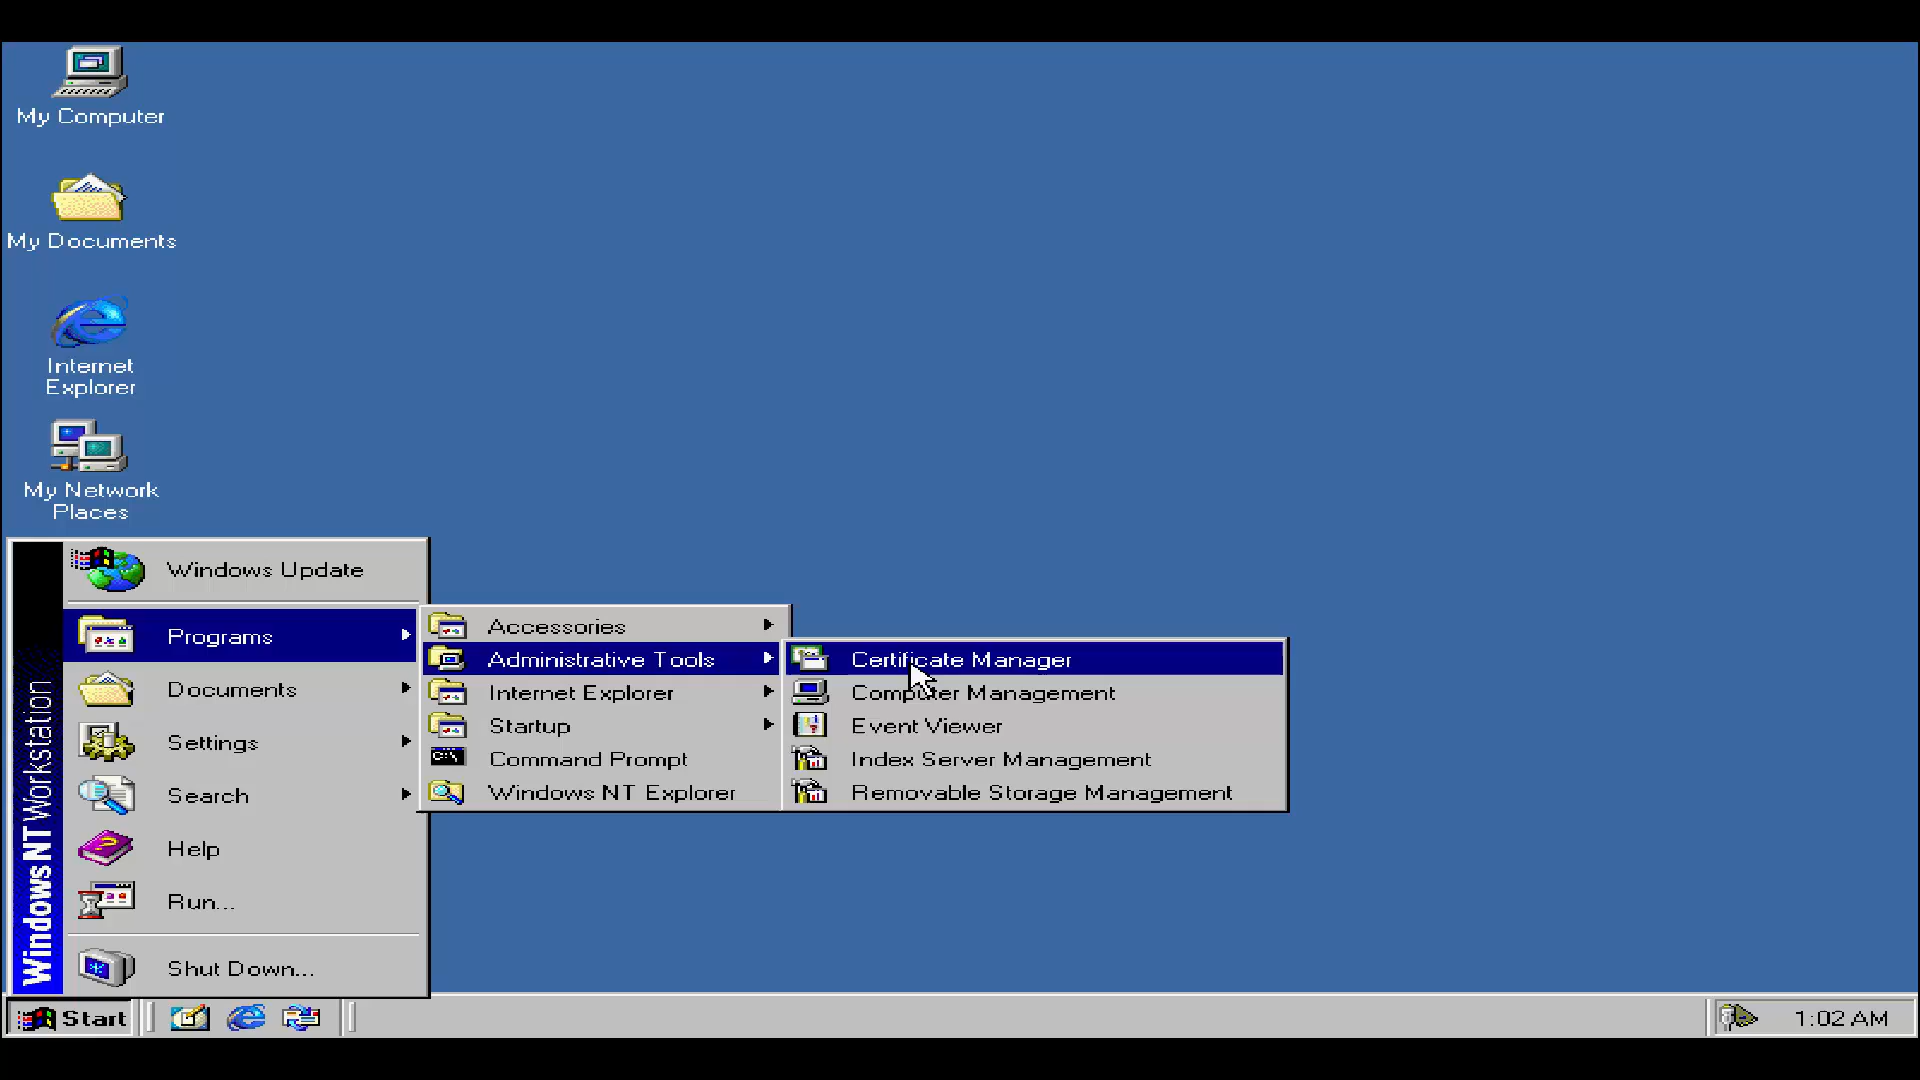 My Computer
My Documents
Internet
Explorer
My Network
Places
Windows Update
Programs
Documents
Settings
Search
Help
Run...
Shut Down...
Windows NT Workstation
Accessories
Administrative Tools
Internet Explorer
Startup
Command Prompt
Windows NT Explorer
Certificate Manager
Computer Management
Event Viewer
Index Server Management
Removable Storage Management
Start
1:02 AM